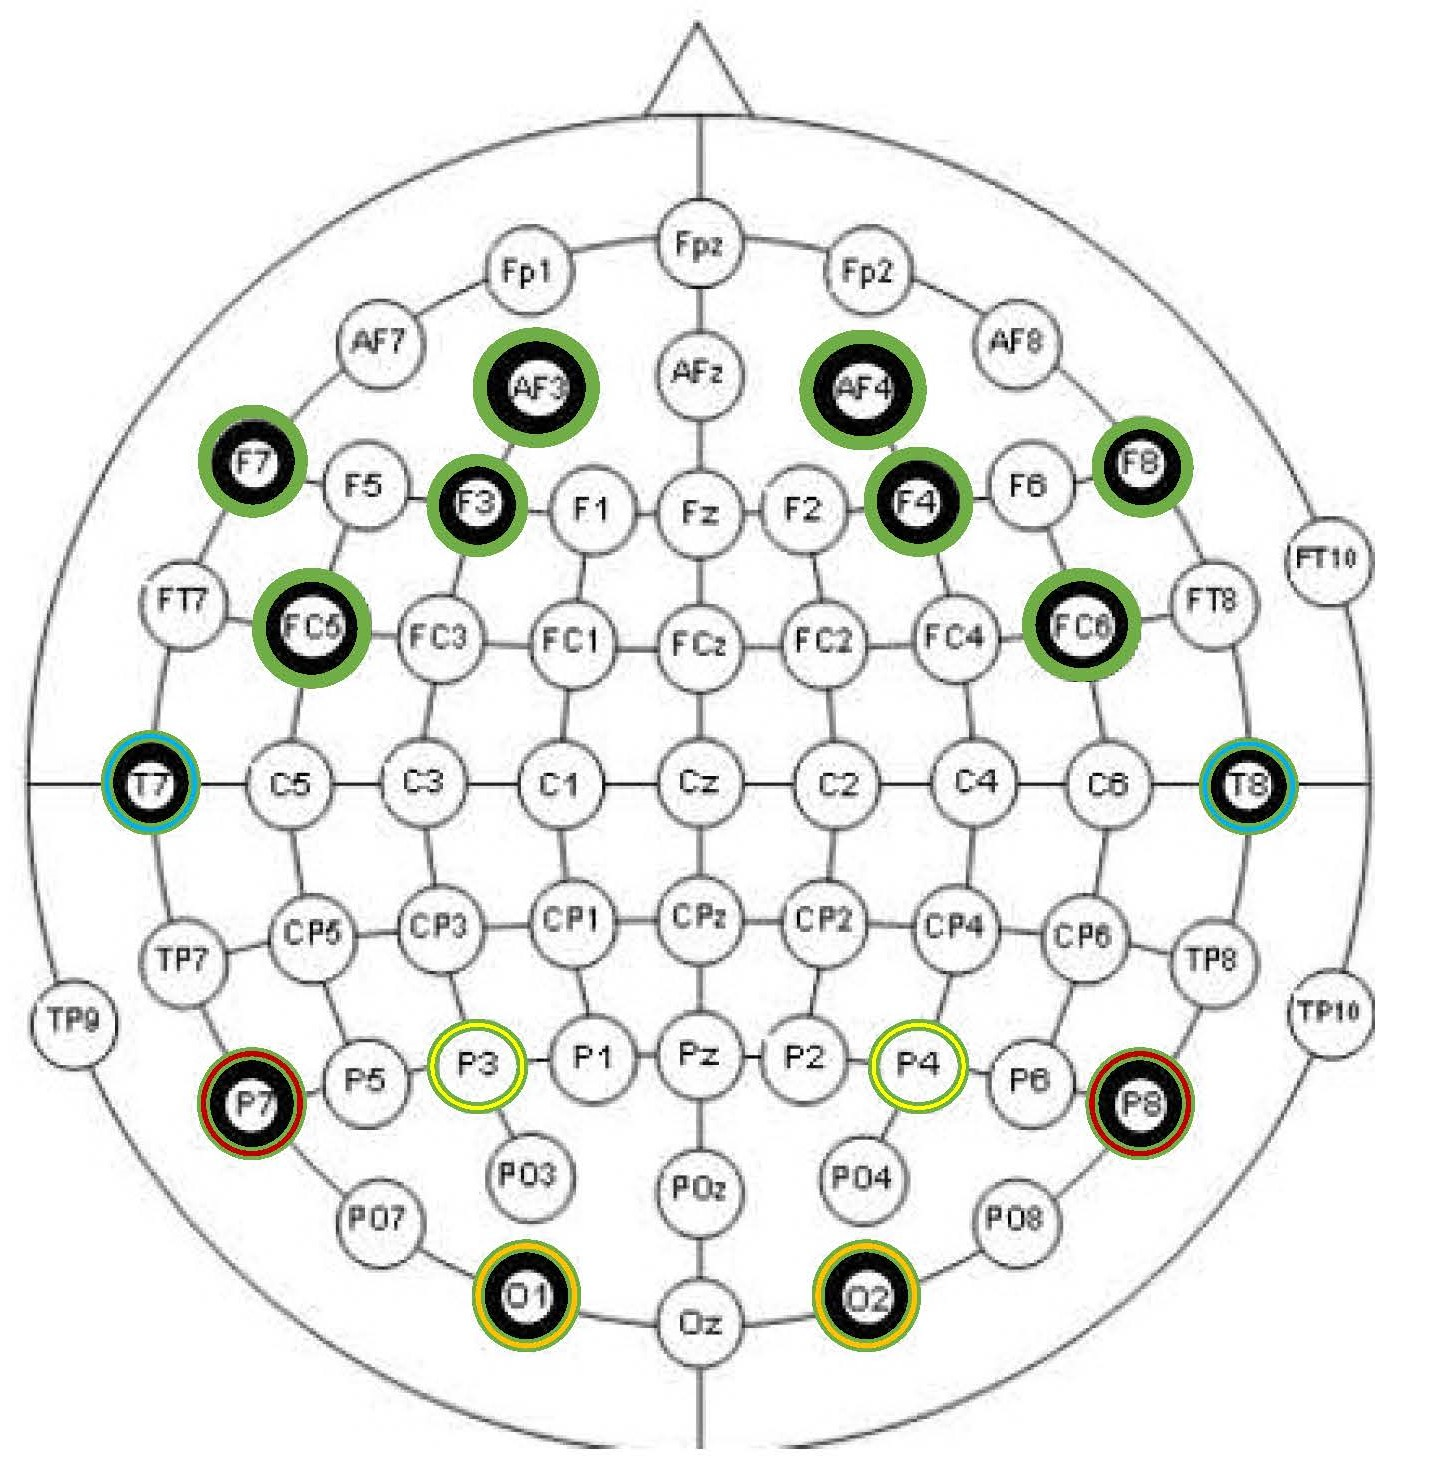 Fpz
Fp1 Fp2
AF7 AF3 AFz AF4 AF8
F7 F5 F3 F1 Fz F2 F4 F6 F8
FT7 FC5 FC3 FC1 FCz FC2 FC4 FC6 FT8 FT10
T7 C5 C3 C1 Cz C2 C4 C6 T8
TP7 CP5 CP3 CP1 CPz CP2 CP4 CP6 TP8
TP9 TP10
P7 P5 P3 P1 Pz P2 P4 P6 P8
PO7 PO3 POz PO4 PO8
O1 Oz O2